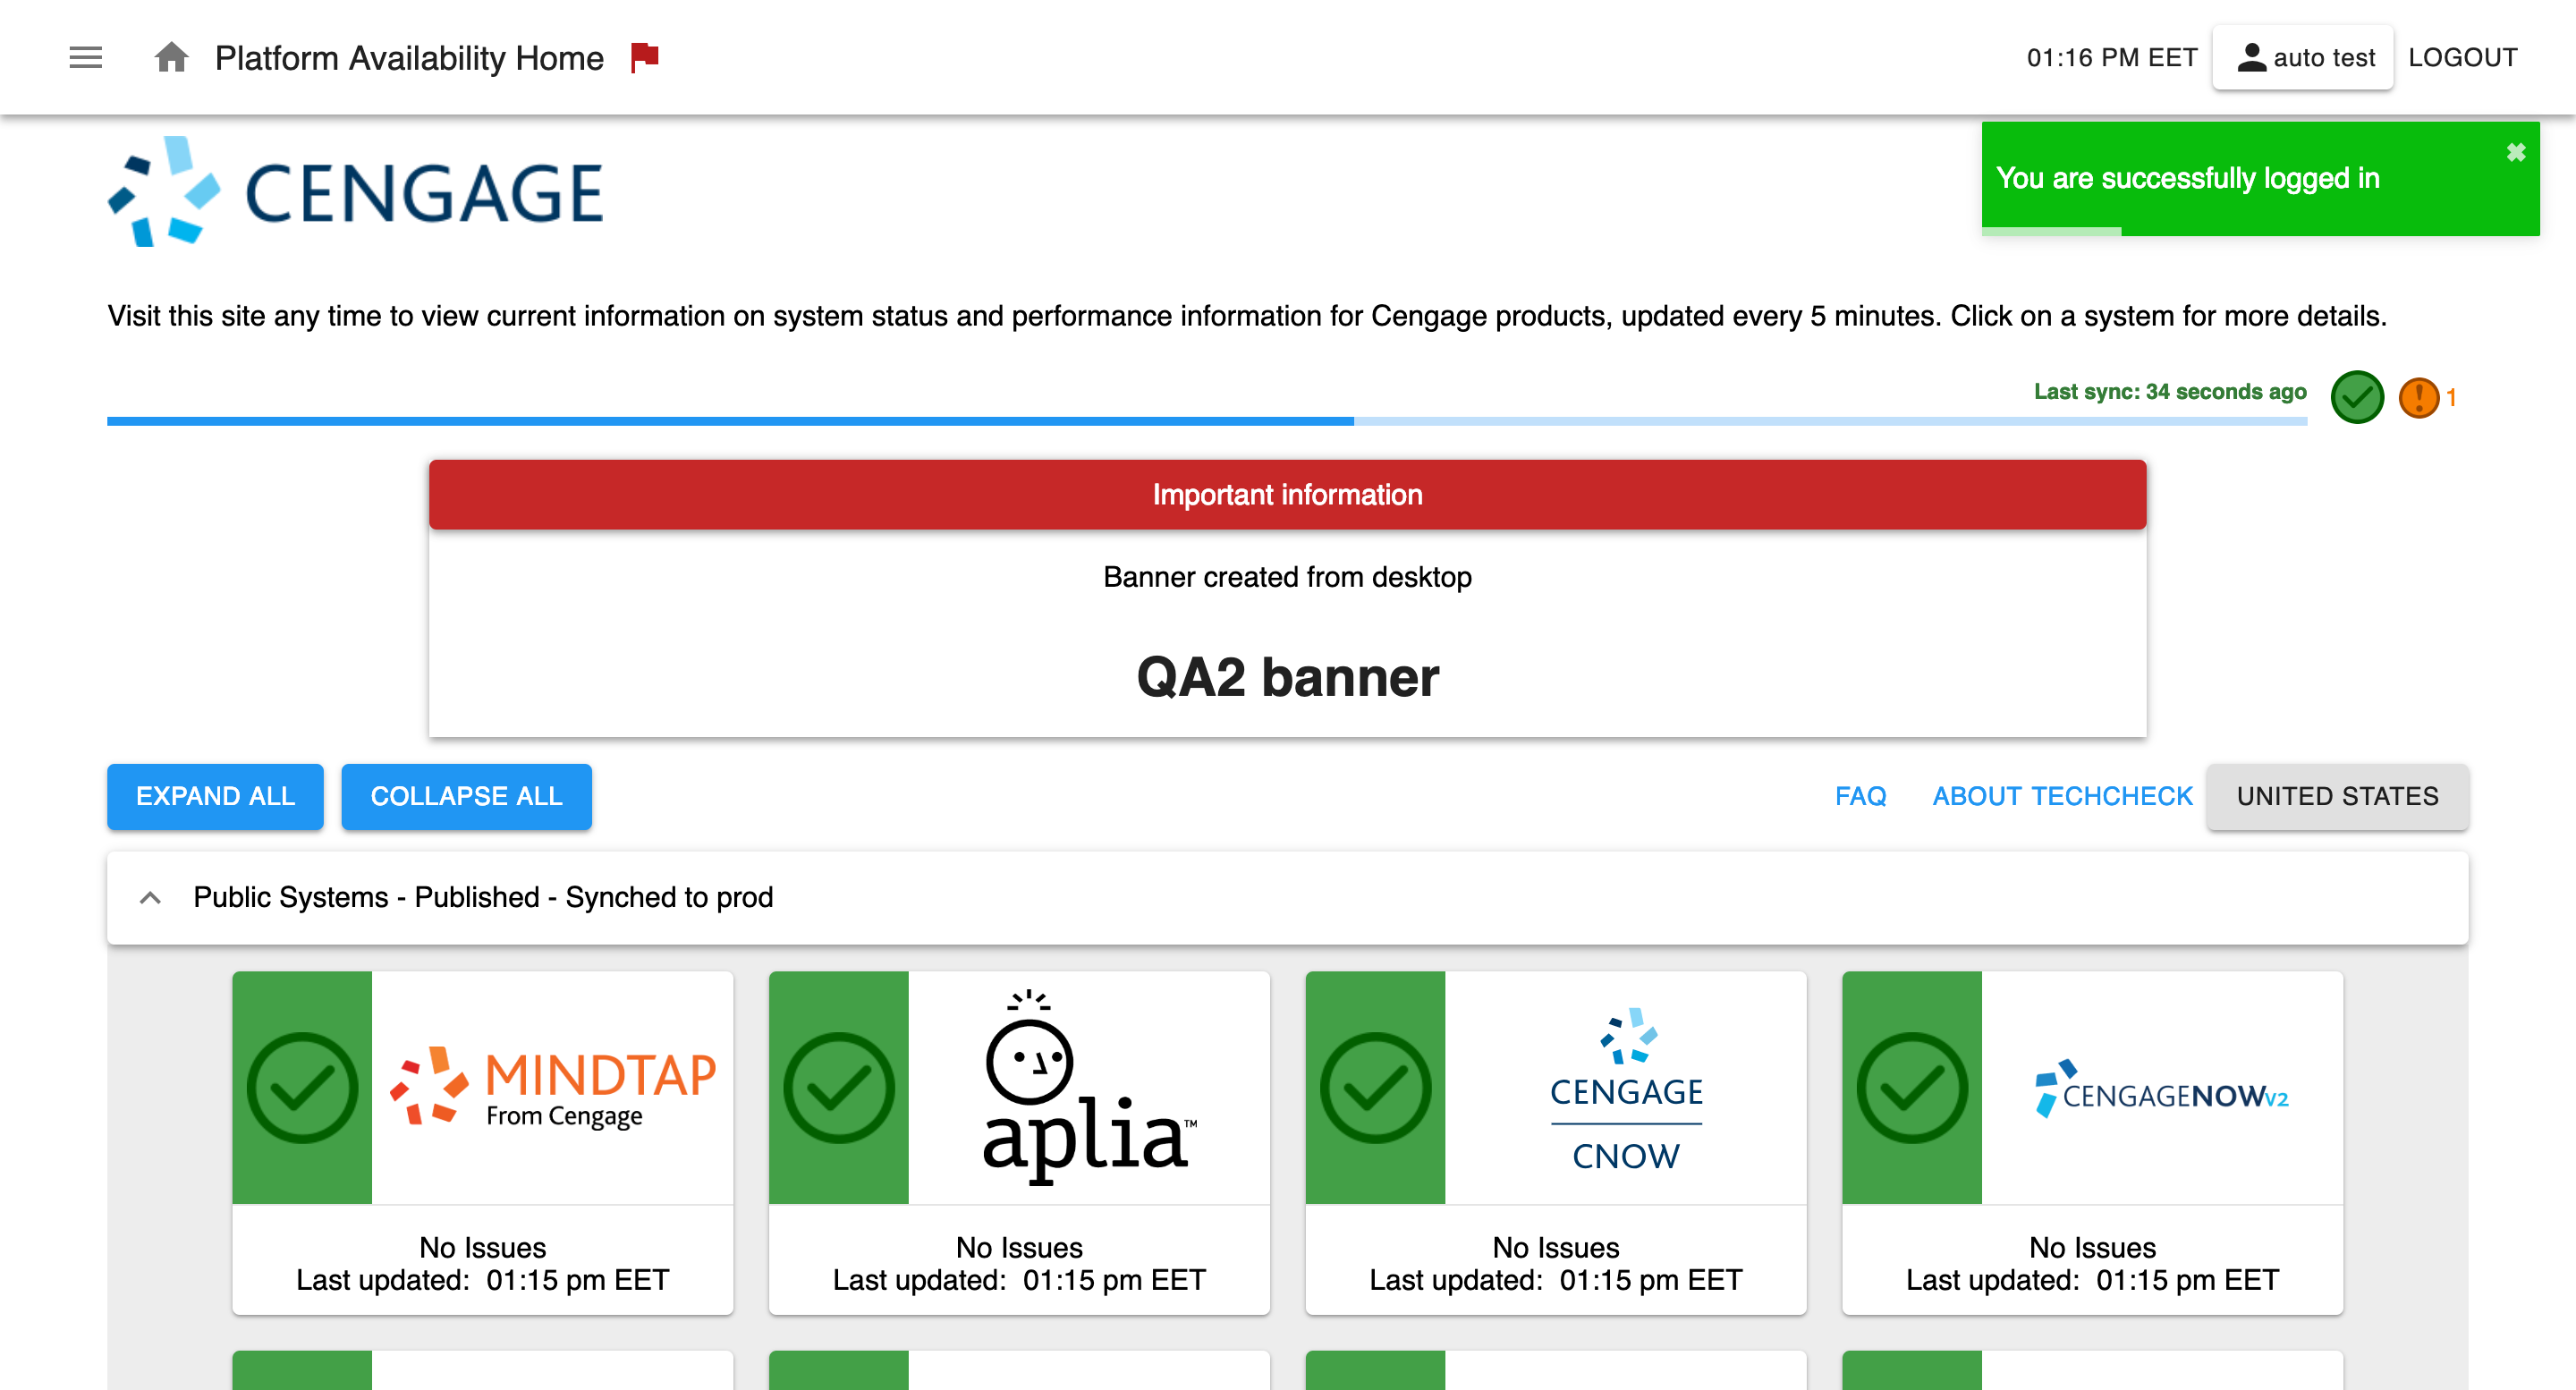 Platform Availability Home
01:16 PM EET
auto test
LOGOUT
CENGAGE
You are successfully logged in
Visit this site any time to view current information on system status and performance information for Cengage products, updated every 5 minutes. Click on a system for more details.
Last sync: 34 seconds ago
1
Important information
Banner created from desktop
QA2 banner
EXPAND ALL
COLLAPSE ALL
FAQ
ABOUT TECHCHECK
UNITED STATES
Public Systems - Published - Synched to prod
MINDTAP
From Cengage
No Issues
Last updated: 01:15 pm EET
aplia™
No Issues
Last updated: 01:15 pm EET
CENGAGE
CNOW
No Issues
Last updated: 01:15 pm EET
CENGAGENOWV2
No Issues
Last updated: 01:15 pm EET